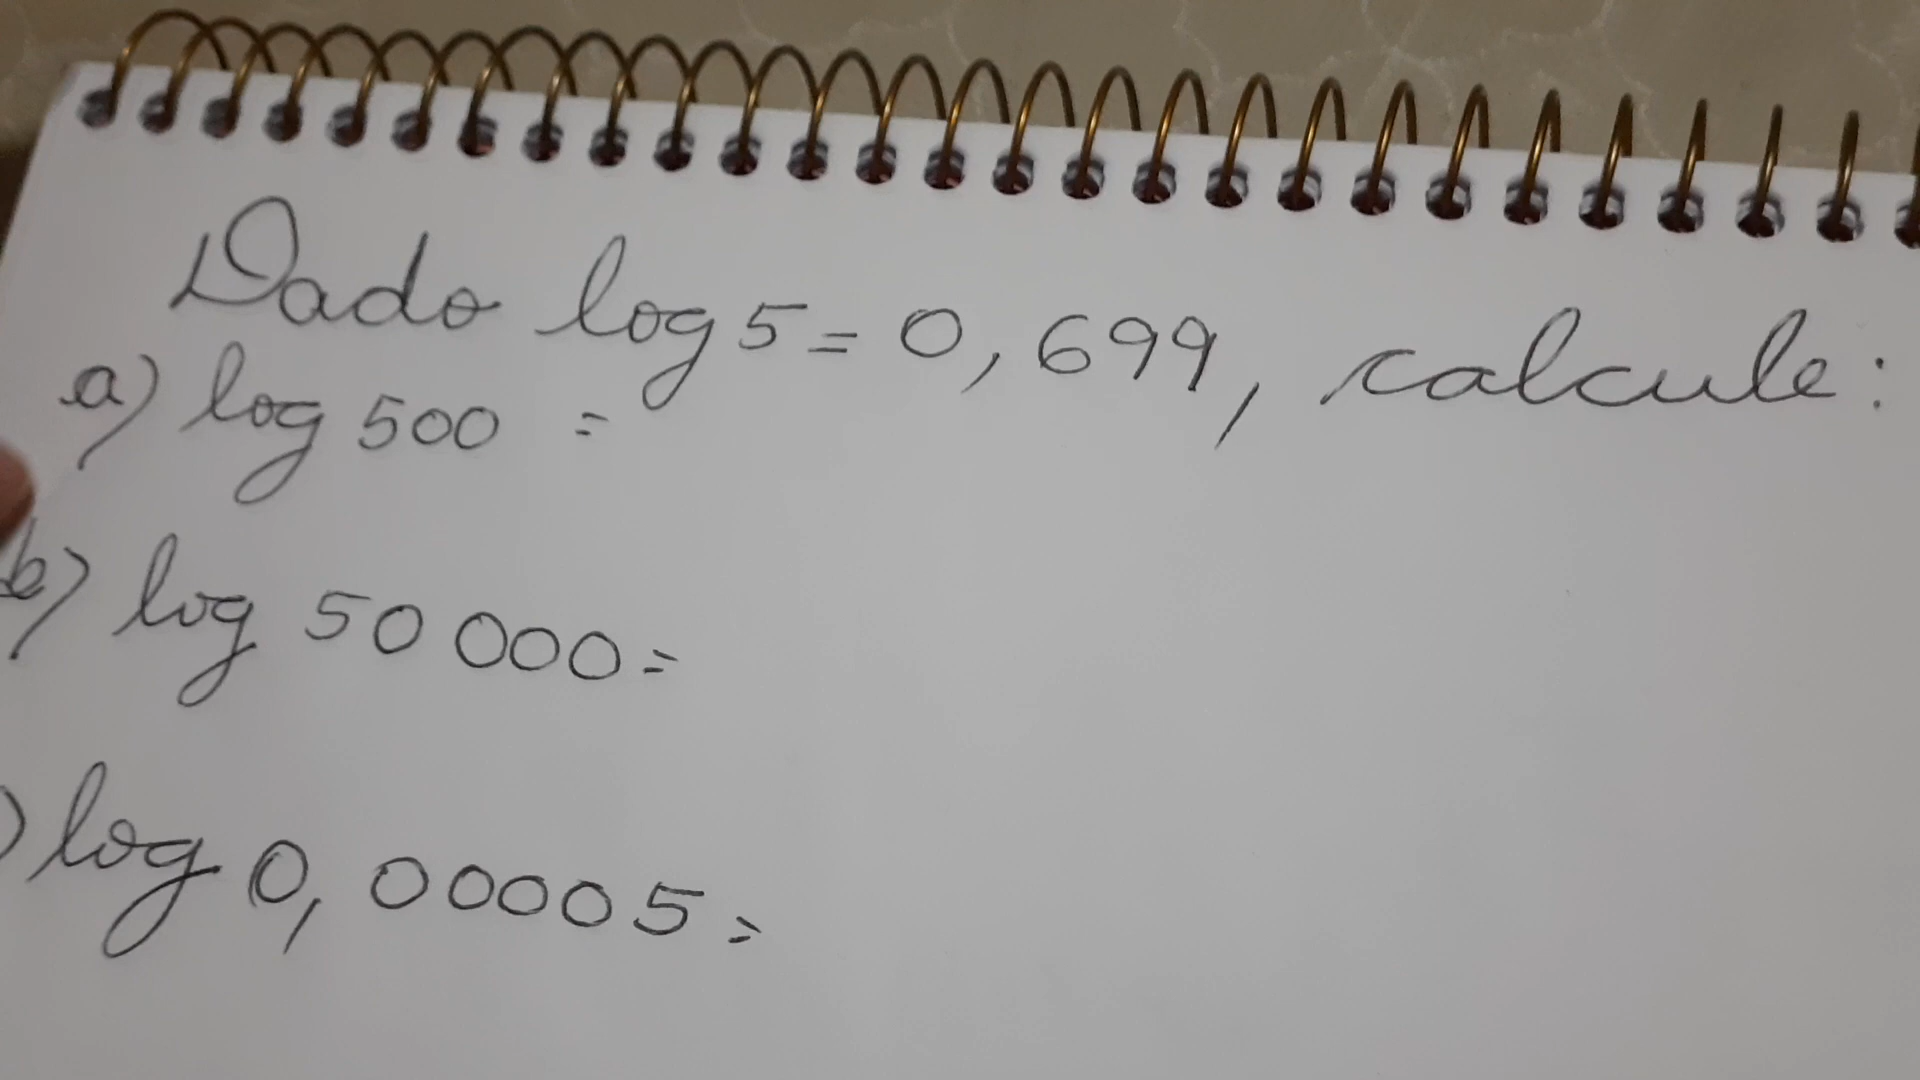 Dado log 5 = 0,699, calcule:
a) log 500 =
b) log 50 000 =
) log 0,00005 =